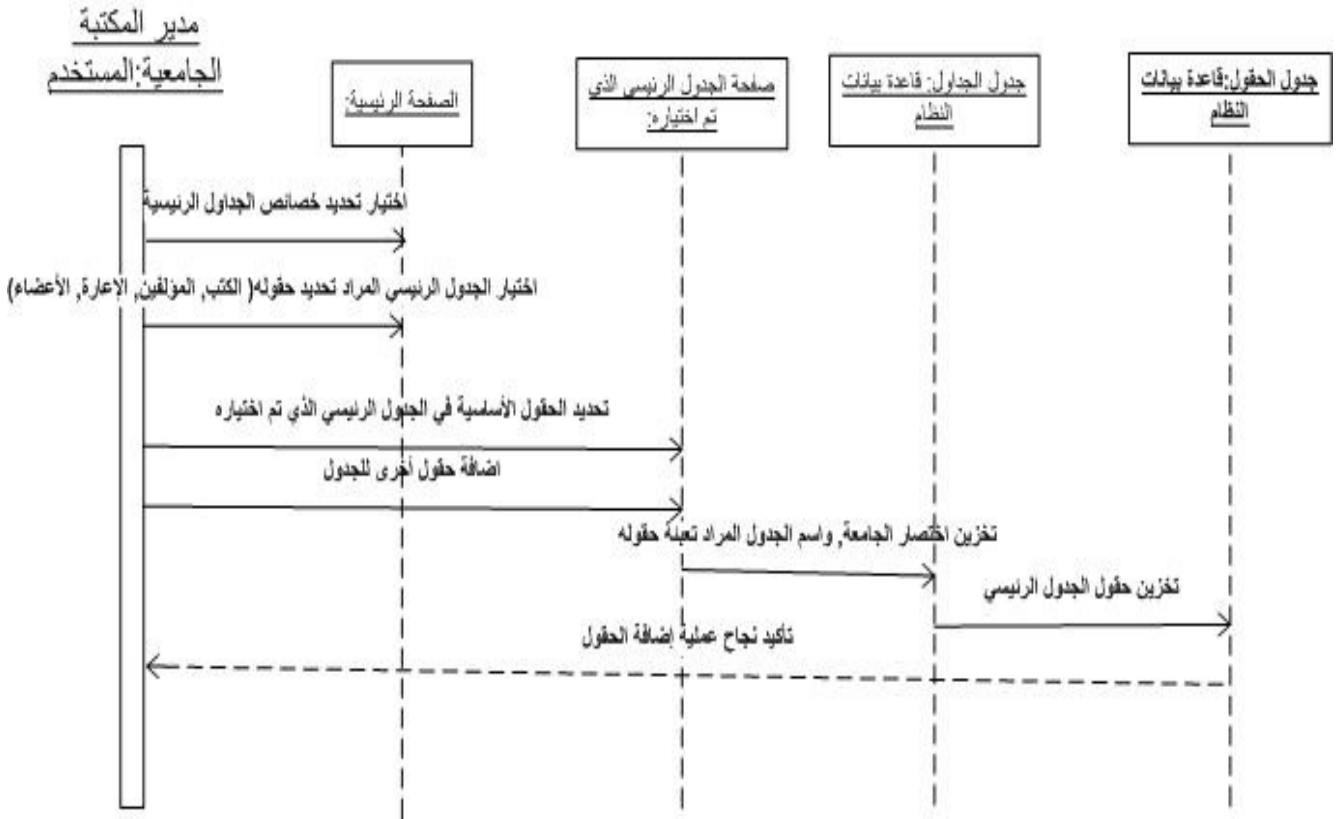 مدير المكتبة
الجامعية:المستخدم
الصفحة الرئيسية:
صفحة الجدول الرئيسي الذي
تم اختياره:
جدول الجداول: قاعدة بيانات
النظام
جدول الحقول:قاعدة بيانات
النظام
اختيار تحديد خصائص الجداول الرئيسية
اختيار الجدول الرئيسي المراد تحديد حقوله( الكتب, المؤلفين, الإعارة, الأعضاء)
تحديد الحقول الأساسية في الجدول الرئيسي الذي تم اختياره
اضافة حقول أخرى للجدول
تخزين اختصار الجامعة, واسم الجدول المراد تعبئة حقوله
تخزين حقول الجدول الرئيسي
تأكيد نجاح عملية إضافة الحقول